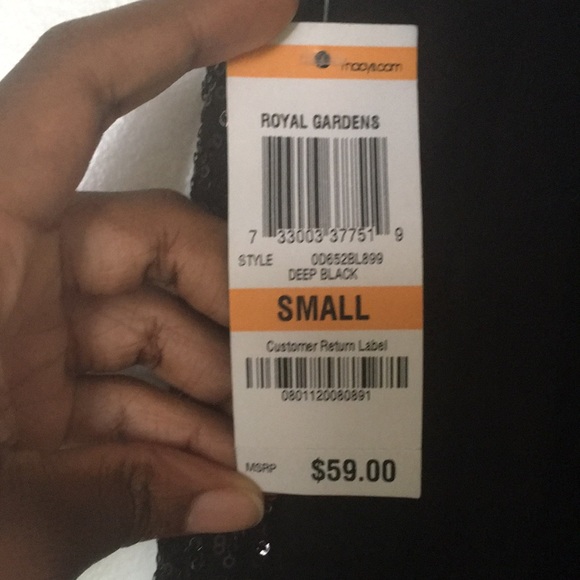 macys.com
ROYAL GARDENS
7 33003 37751 9
STYLE 0D652BL899
DEEP BLACK
SMALL
Customer Return Label
0801120080891
MSRP $59.00